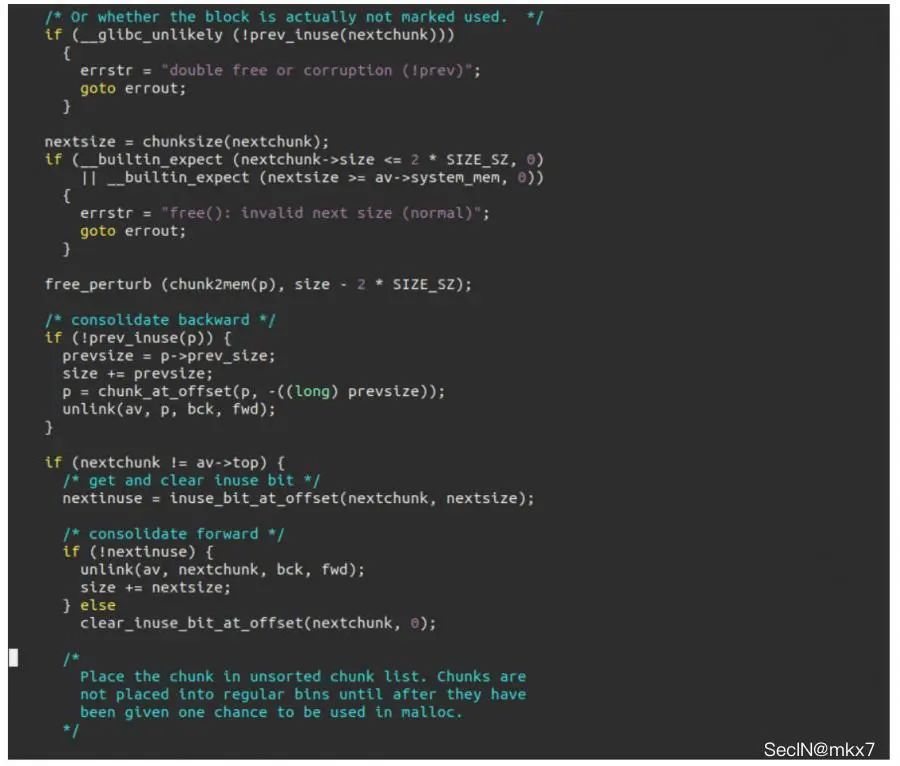 /* Or whether the block is actually not marked used.  */
if (__glibc_unlikely (!prev_inuse(nextchunk)))
  {
    errstr = "double free or corruption (!prev)";
    goto errout;
  }

nextsize = chunksize(nextchunk);
if (__builtin_expect (nextchunk->size <= 2 * SIZE_SZ, 0)
    || __builtin_expect (nextsize >= av->system_mem, 0))
  {
    errstr = "free(): invalid next size (normal)";
    goto errout;
  }

free_perturb (chunk2mem(p), size - 2 * SIZE_SZ);

/* consolidate backward */
if (!prev_inuse(p)) {
  prevsize = p->prev_size;
  size += prevsize;
  p = chunk_at_offset(p, -((long) prevsize));
  unlink(av, p, bck, fwd);
}

if (nextchunk != av->top) {
  /* get and clear inuse bit */
  nextinuse = inuse_bit_at_offset(nextchunk, nextsize);

  /* consolidate forward */
  if (!nextinuse) {
    unlink(av, nextchunk, bck, fwd);
    size += nextsize;
  } else
    clear_inuse_bit_at_offset(nextchunk, 0);

  /*
    Place the chunk in unsorted chunk list. Chunks are
    not placed into regular bins until after they have
    been given one chance to be used in malloc.
  */
SecIN@mkx7